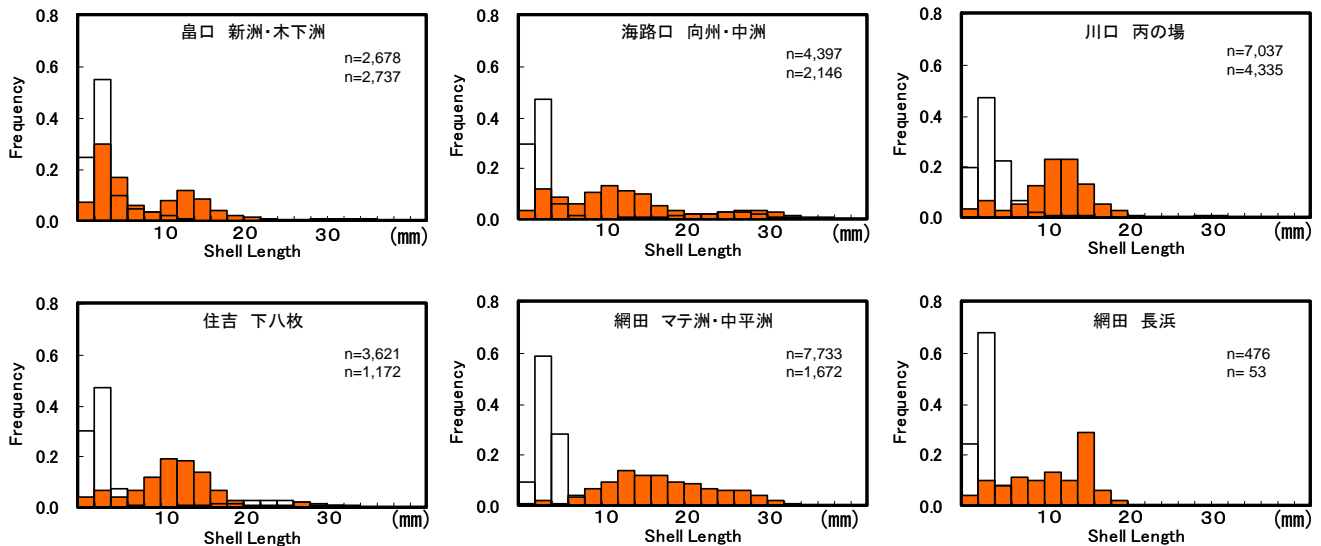 畠口 新洲・木下洲
n=2,678
n=2,737
Frequency
0.8
0.6
0.4
0.2
0.0
10 20 30 (mm)
Shell Length
海路口 向州・中洲
n=4,397
n=2,146
Frequency
0.8
0.6
0.4
0.2
0.0
10 20 30 (mm)
Shell Length
川口 丙の場
n=7,037
n=4,335
Frequency
0.8
0.6
0.4
0.2
0.0
10 20 30 (mm)
Shell Length
住吉 下八枚
n=3,621
n=1,172
Frequency
0.8
0.6
0.4
0.2
0.0
10 20 30 (mm)
Shell Length
網田 マテ洲・中平洲
n=7,733
n=1,672
Frequency
0.8
0.6
0.4
0.2
0.0
10 20 30 (mm)
Shell Length
網田 長浜
n=476
n= 53
Frequency
0.8
0.6
0.4
0.2
0.0
10 20 30 (mm)
Shell Length